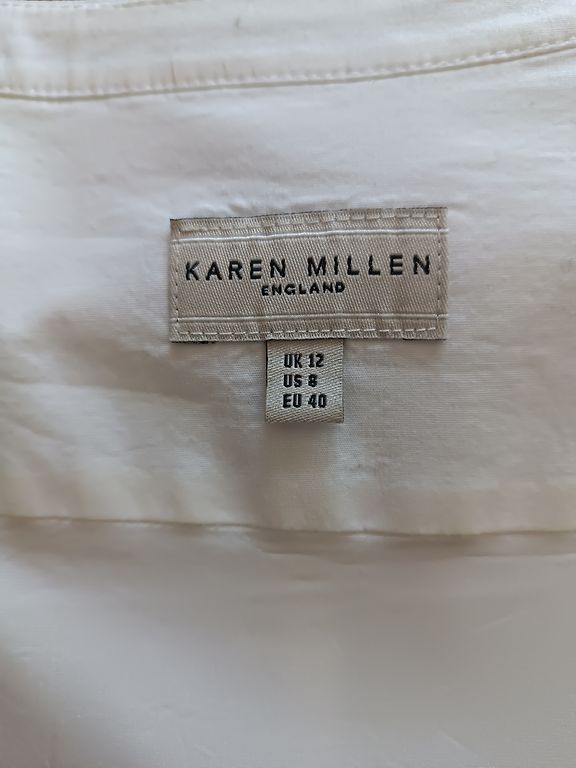 KAREN MILLEN
ENGLAND
UK 12
US 8
EU 40